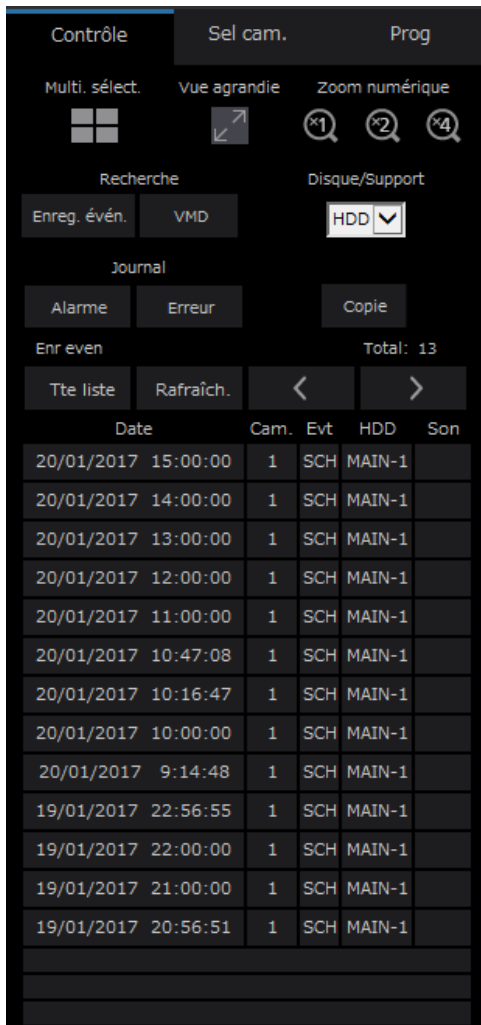 Contrôle Sel cam. Prog
Multi. sélect. Vue agrandie Zoom numérique
×1 ×2 ×4
Recherche Disque/Support
Enreg. évén. VMD HDD
Journal
Alarme Erreur Copie
Enr even Total: 13
Tte liste Rafraîch. < >
Date Cam. Evt HDD Son
20/01/2017 15:00:00 1 SCH MAIN-1
20/01/2017 14:00:00 1 SCH MAIN-1
20/01/2017 13:00:00 1 SCH MAIN-1
20/01/2017 12:00:00 1 SCH MAIN-1
20/01/2017 11:00:00 1 SCH MAIN-1
20/01/2017 10:47:08 1 SCH MAIN-1
20/01/2017 10:16:47 1 SCH MAIN-1
20/01/2017 10:00:00 1 SCH MAIN-1
20/01/2017 9:14:48 1 SCH MAIN-1
19/01/2017 22:56:55 1 SCH MAIN-1
19/01/2017 22:00:00 1 SCH MAIN-1
19/01/2017 21:00:00 1 SCH MAIN-1
19/01/2017 20:56:51 1 SCH MAIN-1